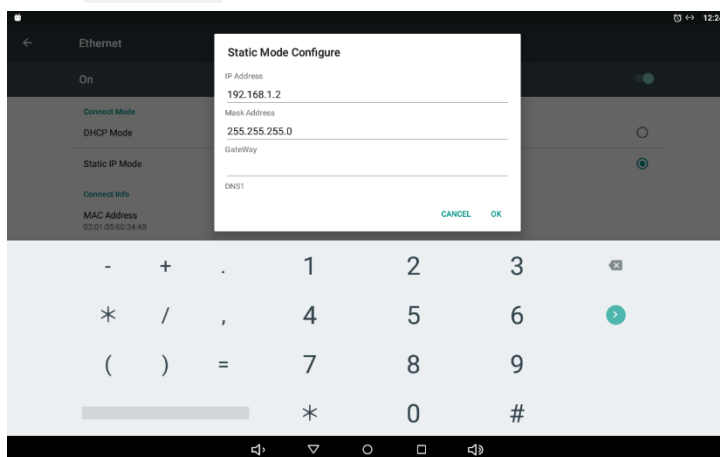 12:24
Ethernet
On
Connect Mode
DHCP Mode
Static IP Mode
Connect Info
MAC Address
02:01:05:60:34:4B
Static Mode Configure
IP Address
192.168.1.2
Mask Address
255.255.255.0
GateWay
DNS1
CANCEL OK
- + . 1 2 3
* / , 4 5 6
( ) = 7 8 9
* 0 #